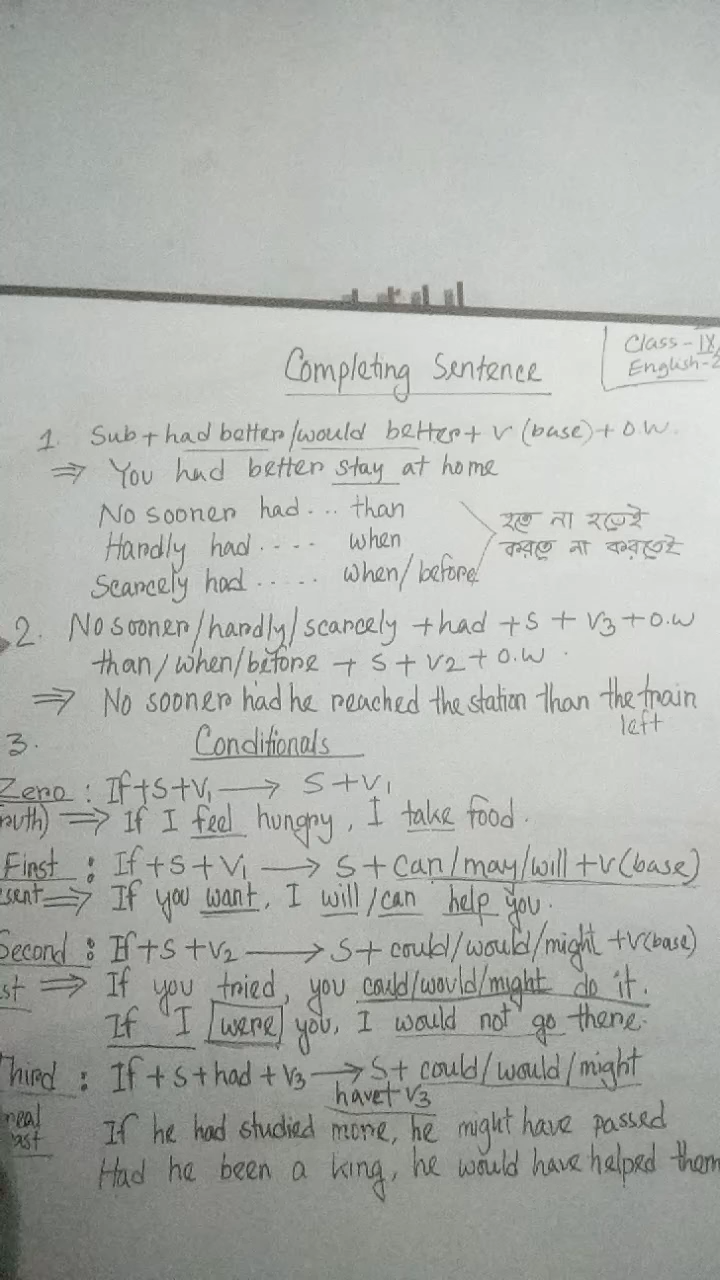 Class - IX
English - 2
Completing Sentence
1. Sub + had better/would better + v (base) + O.W.
⇒ You had better stay at home
No sooner had ... than
Hardly had .... when
Scarcely had ..... when/before
হতে না হতেই
করতে না করতেই
2. No sooner/hardly/scarcely + had + S + V3 + O.W
than/when/before + S + V2 + O.W.
⇒ No sooner had he reached the station than the train
left
3. Conditionals
Zero : If + S + V1 ⟶ S + V1
ruth) ⇒ If I feel hungry, I take food.
First : If + S + V1 ⟶ S + can/may/will + v (base)
sent ⇒ If you want, I will/can help you.
Second : If + S + V2 ⟶ S + could/would/might + v(base)
st ⇒ If you tried, you could/would/might do it.
If I were you, I would not go there.
Third : If + S + had + V3 ⟶ S + could/would/might
have + V3
If he had studied more, he might have passed
ast
Had he been a king, he would have helped them